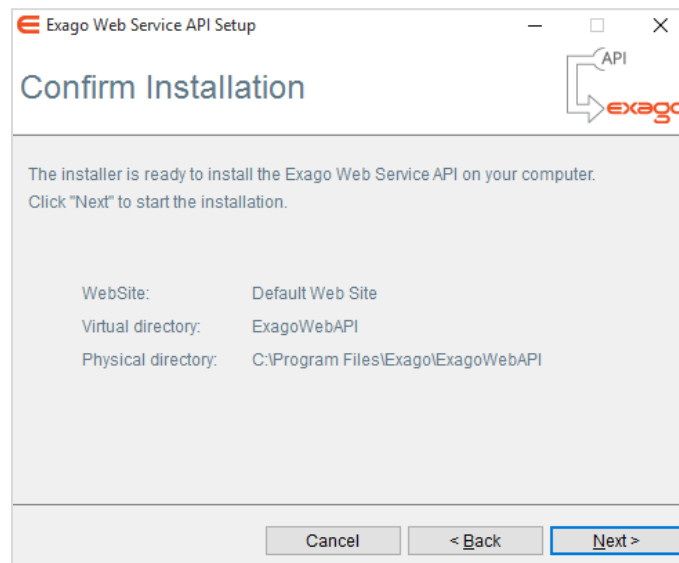 Exago Web Service API Setup
API
Confirm Installation
exago
The installer is ready to install the Exago Web Service API on your computer.
Click "Next" to start the installation.
WebSite: Default Web Site
Virtual directory: ExagoWebAPI
Physical directory: C:\Program Files\Exago\ExagoWebAPI
Cancel < Back Next >